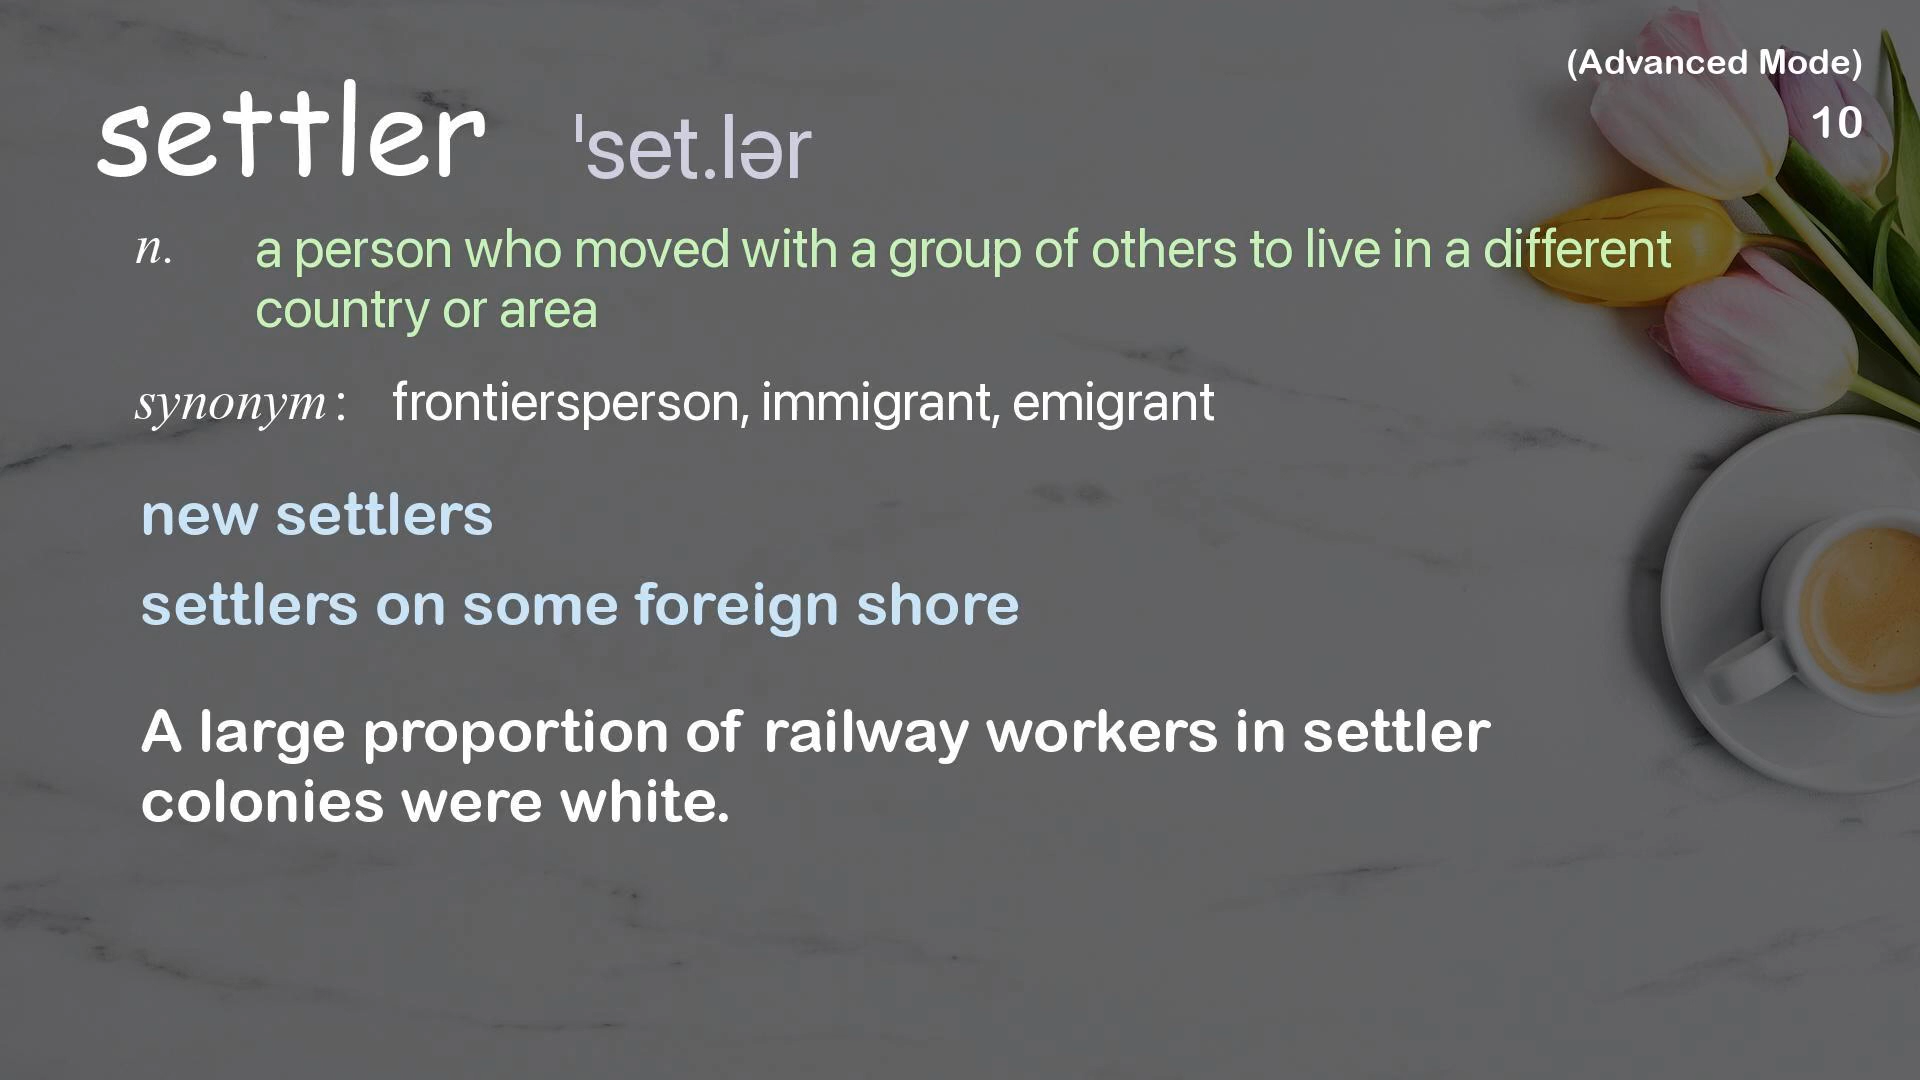 (Advanced Mode)
10
settler ˈset.lər
n. a person who moved with a group of others to live in a different
country or area
synonym: frontiersperson, immigrant, emigrant
new settlers
settlers on some foreign shore
A large proportion of railway workers in settler
colonies were white.